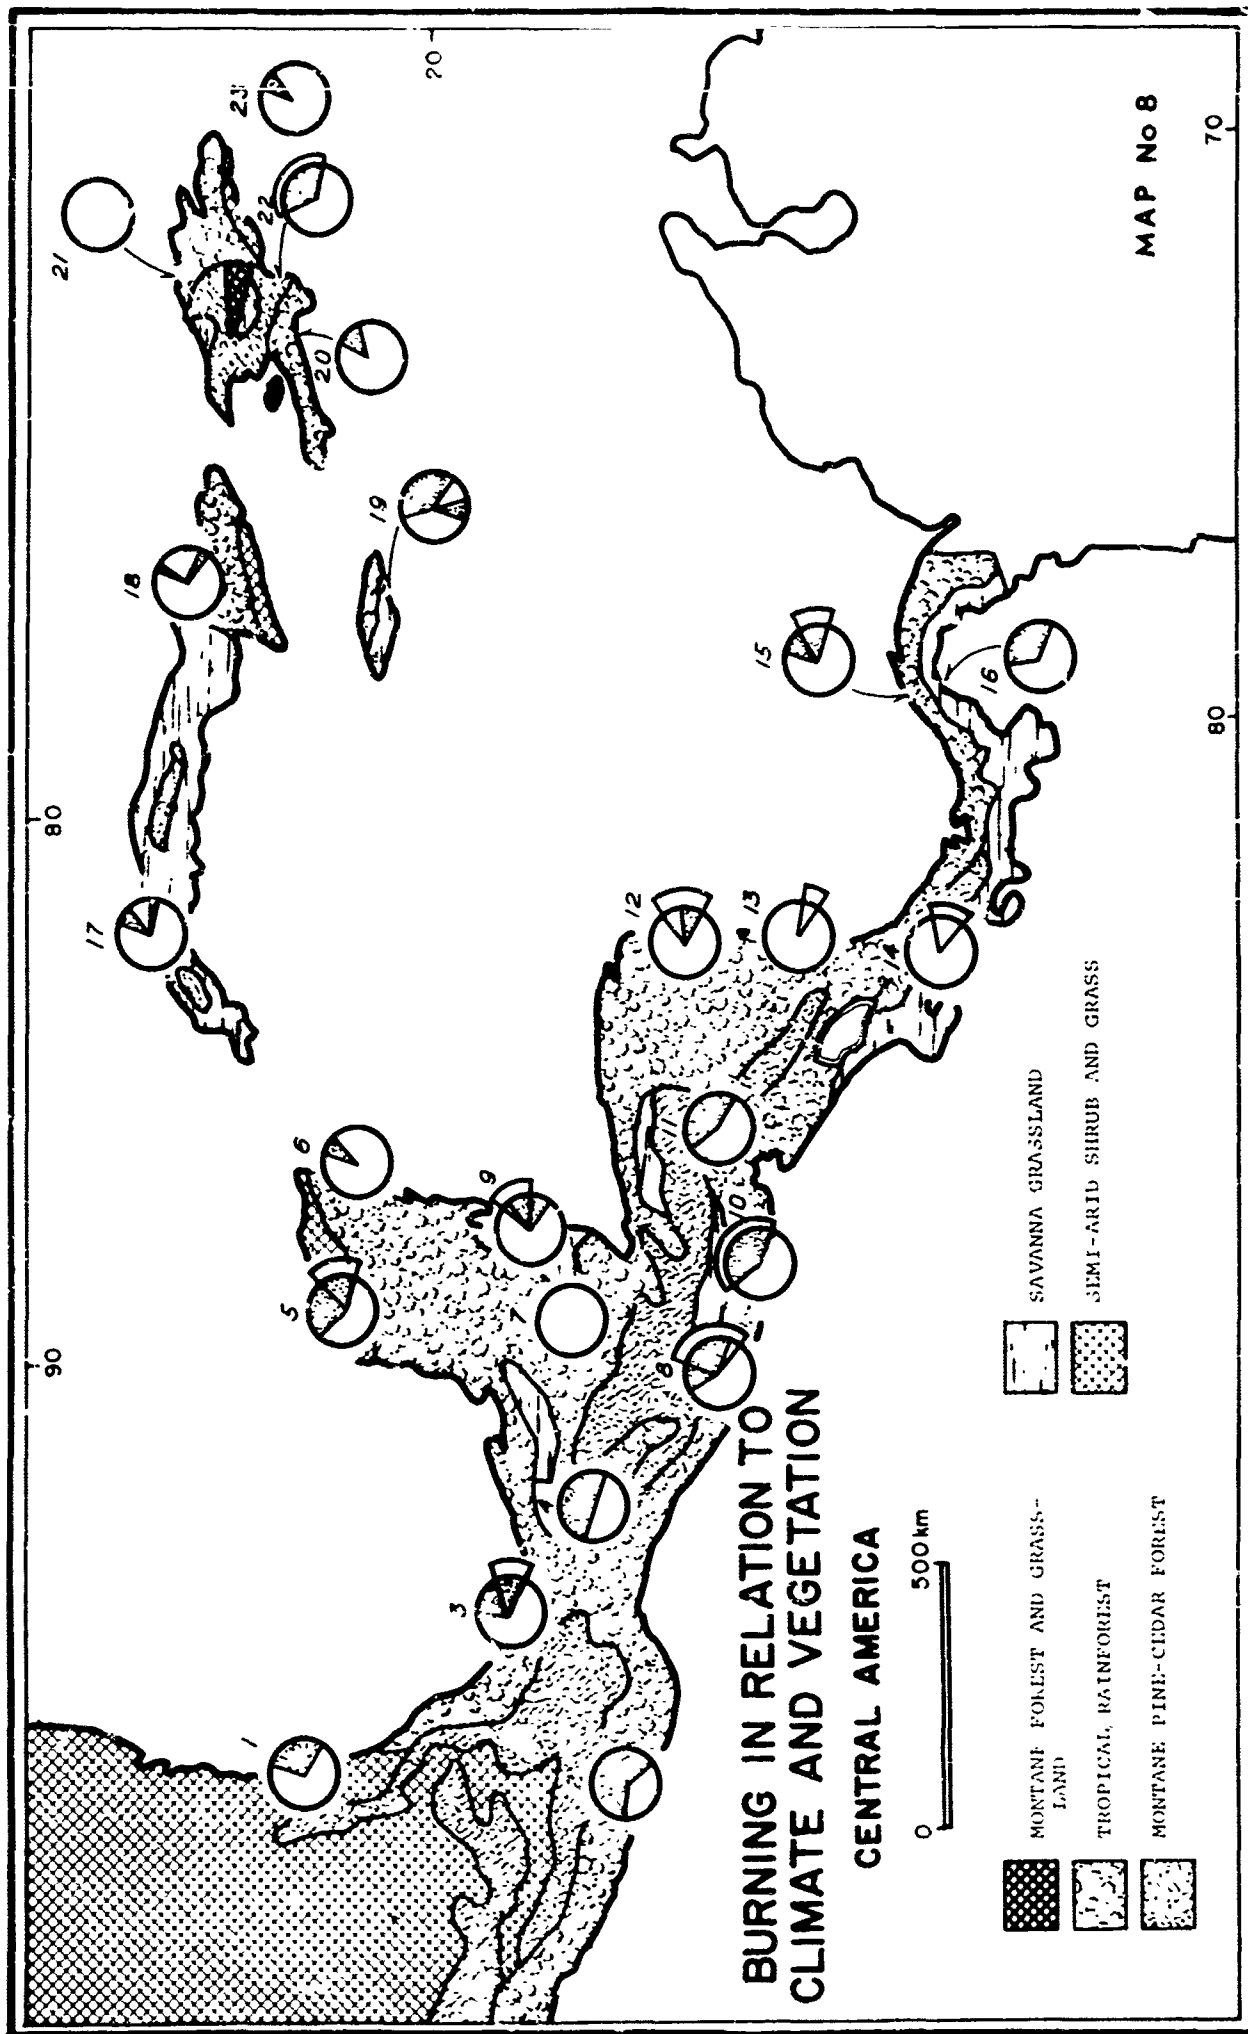 BURNING IN RELATION TO
CLIMATE AND VEGETATION
CENTRAL AMERICA
0 500 km
MONTANE FOREST AND GRASS-
LAND
TROPICAL RAINFOREST
MONTANE PINE-CEDAR FOREST
SAVANNA GRASSLAND
SEMI-ARID SHRUB AND GRASS
MAP No 8
90
80
20
80
70
1
3
4
5
6
7
8
9
10
11
12
13
14
15
16
17
18
19
20
21
22
23